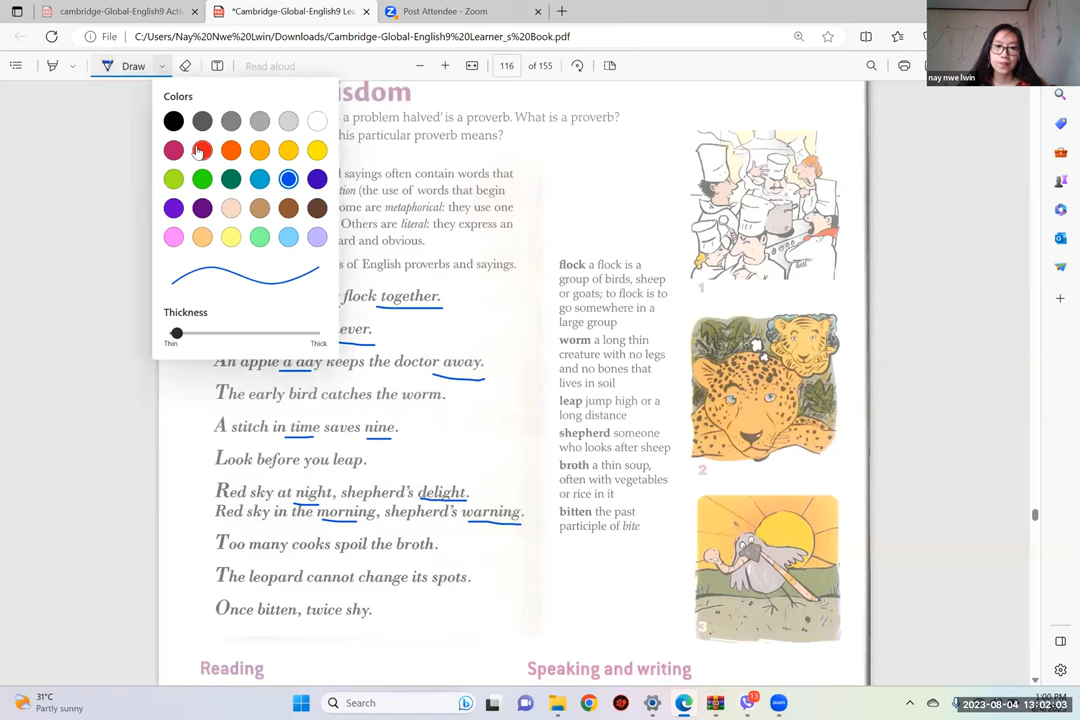 cambridge-Global-English9 Activ
*Cambridge-Global-English9 Lea
Post Attendee - Zoom
File
C:/Users/Nay%20Nwe%20Lwin/Downloads/Cambridge-Global-English9%20Learner_s%20Book.pdf
Draw
Read aloud
116 of 155
nay nwe lwin
Colors
Thickness
Thin
Thick
isdom
a problem halved' is a proverb. What is a proverb?
his particular proverb means?
d sayings often contain words that
tion (the use of words that begin
ome are metaphorical: they use one
Others are literal: they express an
ard and obvious.
s of English proverbs and sayings.
flock together.
never.
An apple a day keeps the doctor away.
The early bird catches the worm.
A stitch in time saves nine.
Look before you leap.
Red sky at night, shepherd's delight.
Red sky in the morning, shepherd's warning.
Too many cooks spoil the broth.
The leopard cannot change its spots.
Once bitten, twice shy.
flock a flock is a
group of birds, sheep
or goats; to flock is to
go somewhere in a
large group
worm a long thin
creature with no legs
and no bones that
lives in soil
leap jump high or a
long distance
shepherd someone
who looks after sheep
broth a thin soup,
often with vegetables
or rice in it
bitten the past
participle of bite
1
2
3
Reading
Speaking and writing
31°C
Partly sunny
Search
13
1:00 PM
2023-08-04 13:02:03